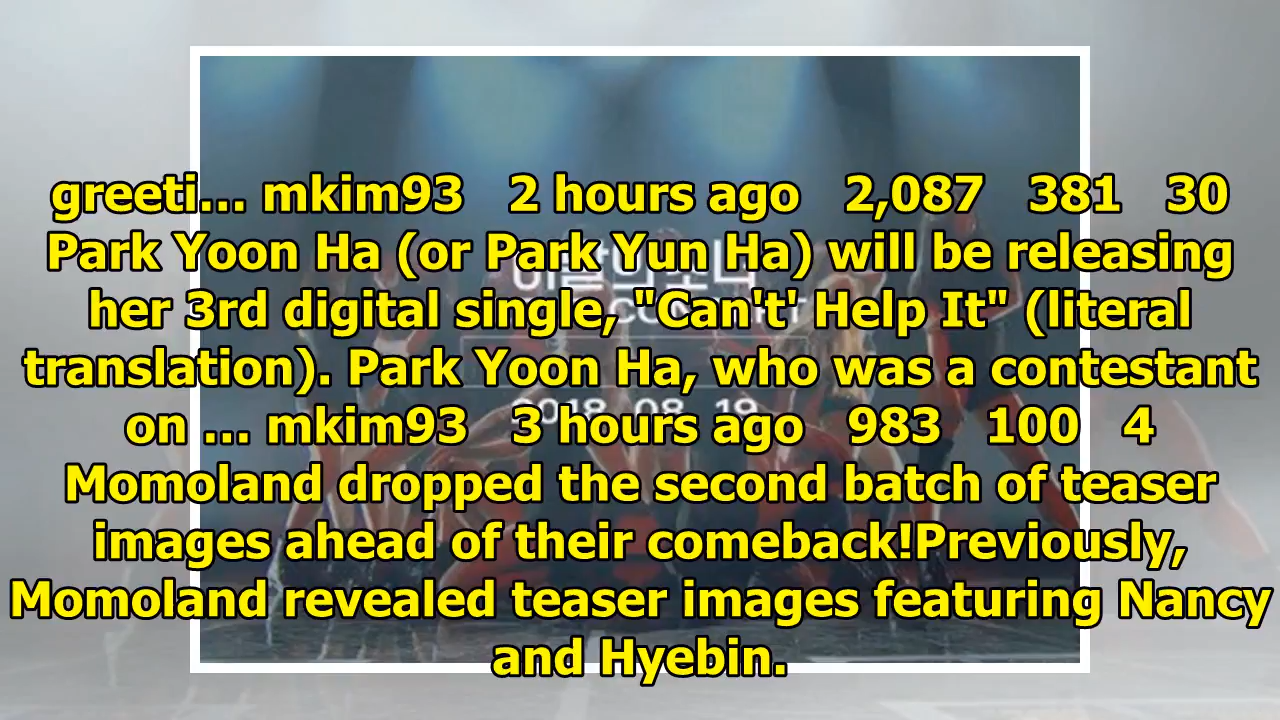 greeti... mkim93 2 hours ago 2,087 381 30
Park Yoon Ha (or Park Yun Ha) will be releasing
her 3rd digital single, "Can't' Help It" (literal
translation). Park Yoon Ha, who was a contestant
on ... mkim93 3 hours ago 983 100 4
Momoland dropped the second batch of teaser
images ahead of their comeback!Previously,
Momoland revealed teaser images featuring Nancy
and Hyebin.
2018 08 19